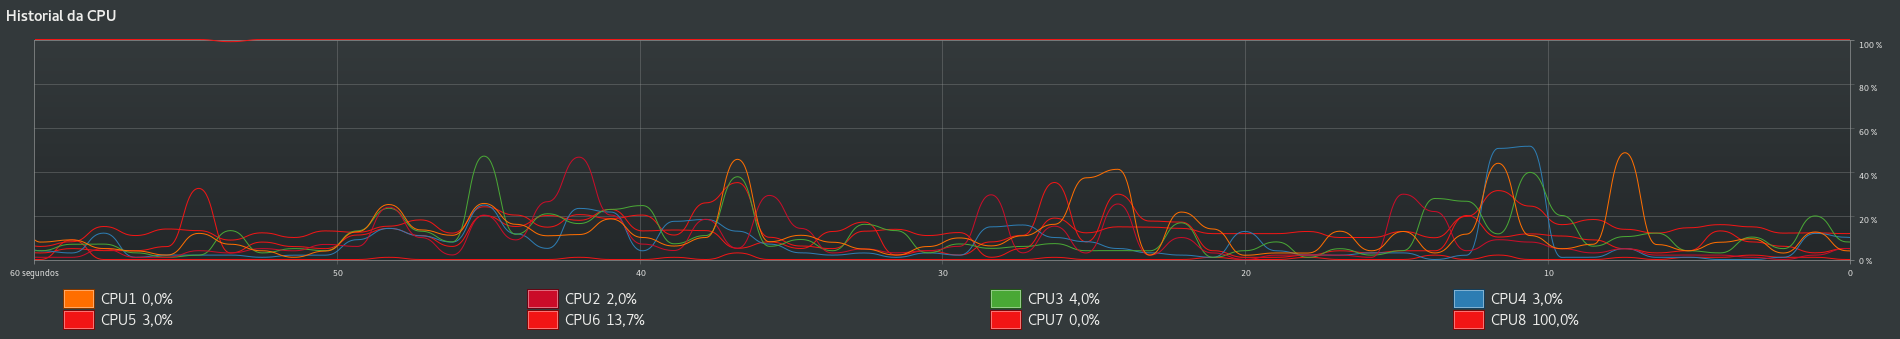 Historial da CPU
100 %
80 %
60 %
40 %
20 %
0 %
60 segundos 50 40 30 20 10 0
CPU1 0,0% CPU2 2,0% CPU3 4,0% CPU4 3,0%
CPU5 3,0% CPU6 13,7% CPU7 0,0% CPU8 100,0%